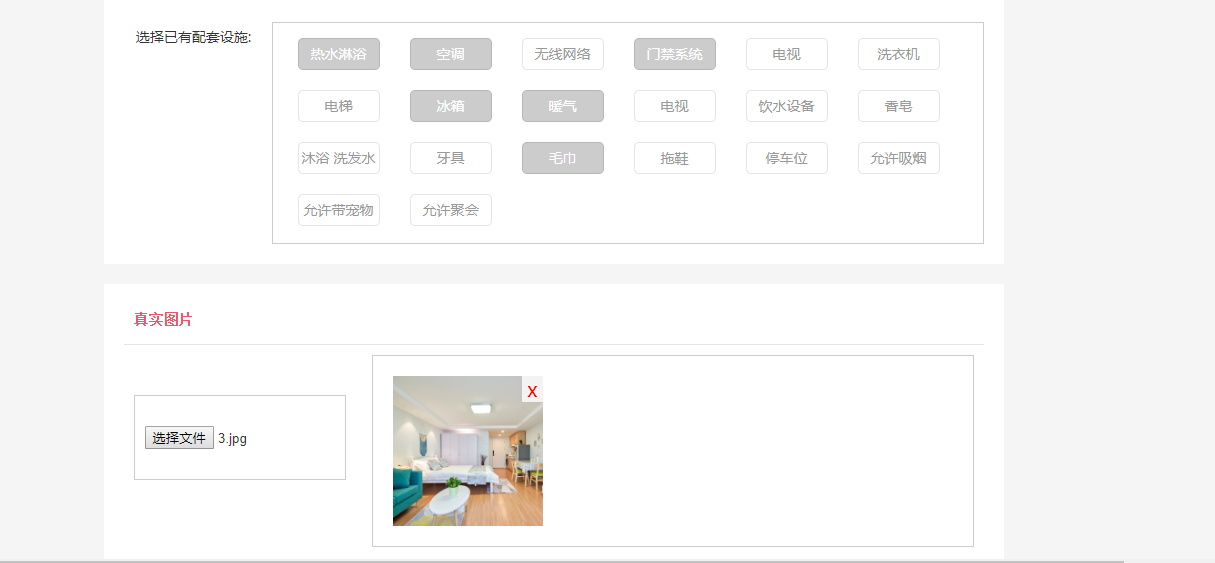 选择已有配套设施:
热水淋浴 空调 无线网络 门禁系统 电视 洗衣机
电梯 冰箱 暖气 电视 饮水设备 香皂
沐浴 洗发水 牙具 毛巾 拖鞋 停车位 允许吸烟
允许带宠物 允许聚会
真实图片
X
选择文件 3.jpg